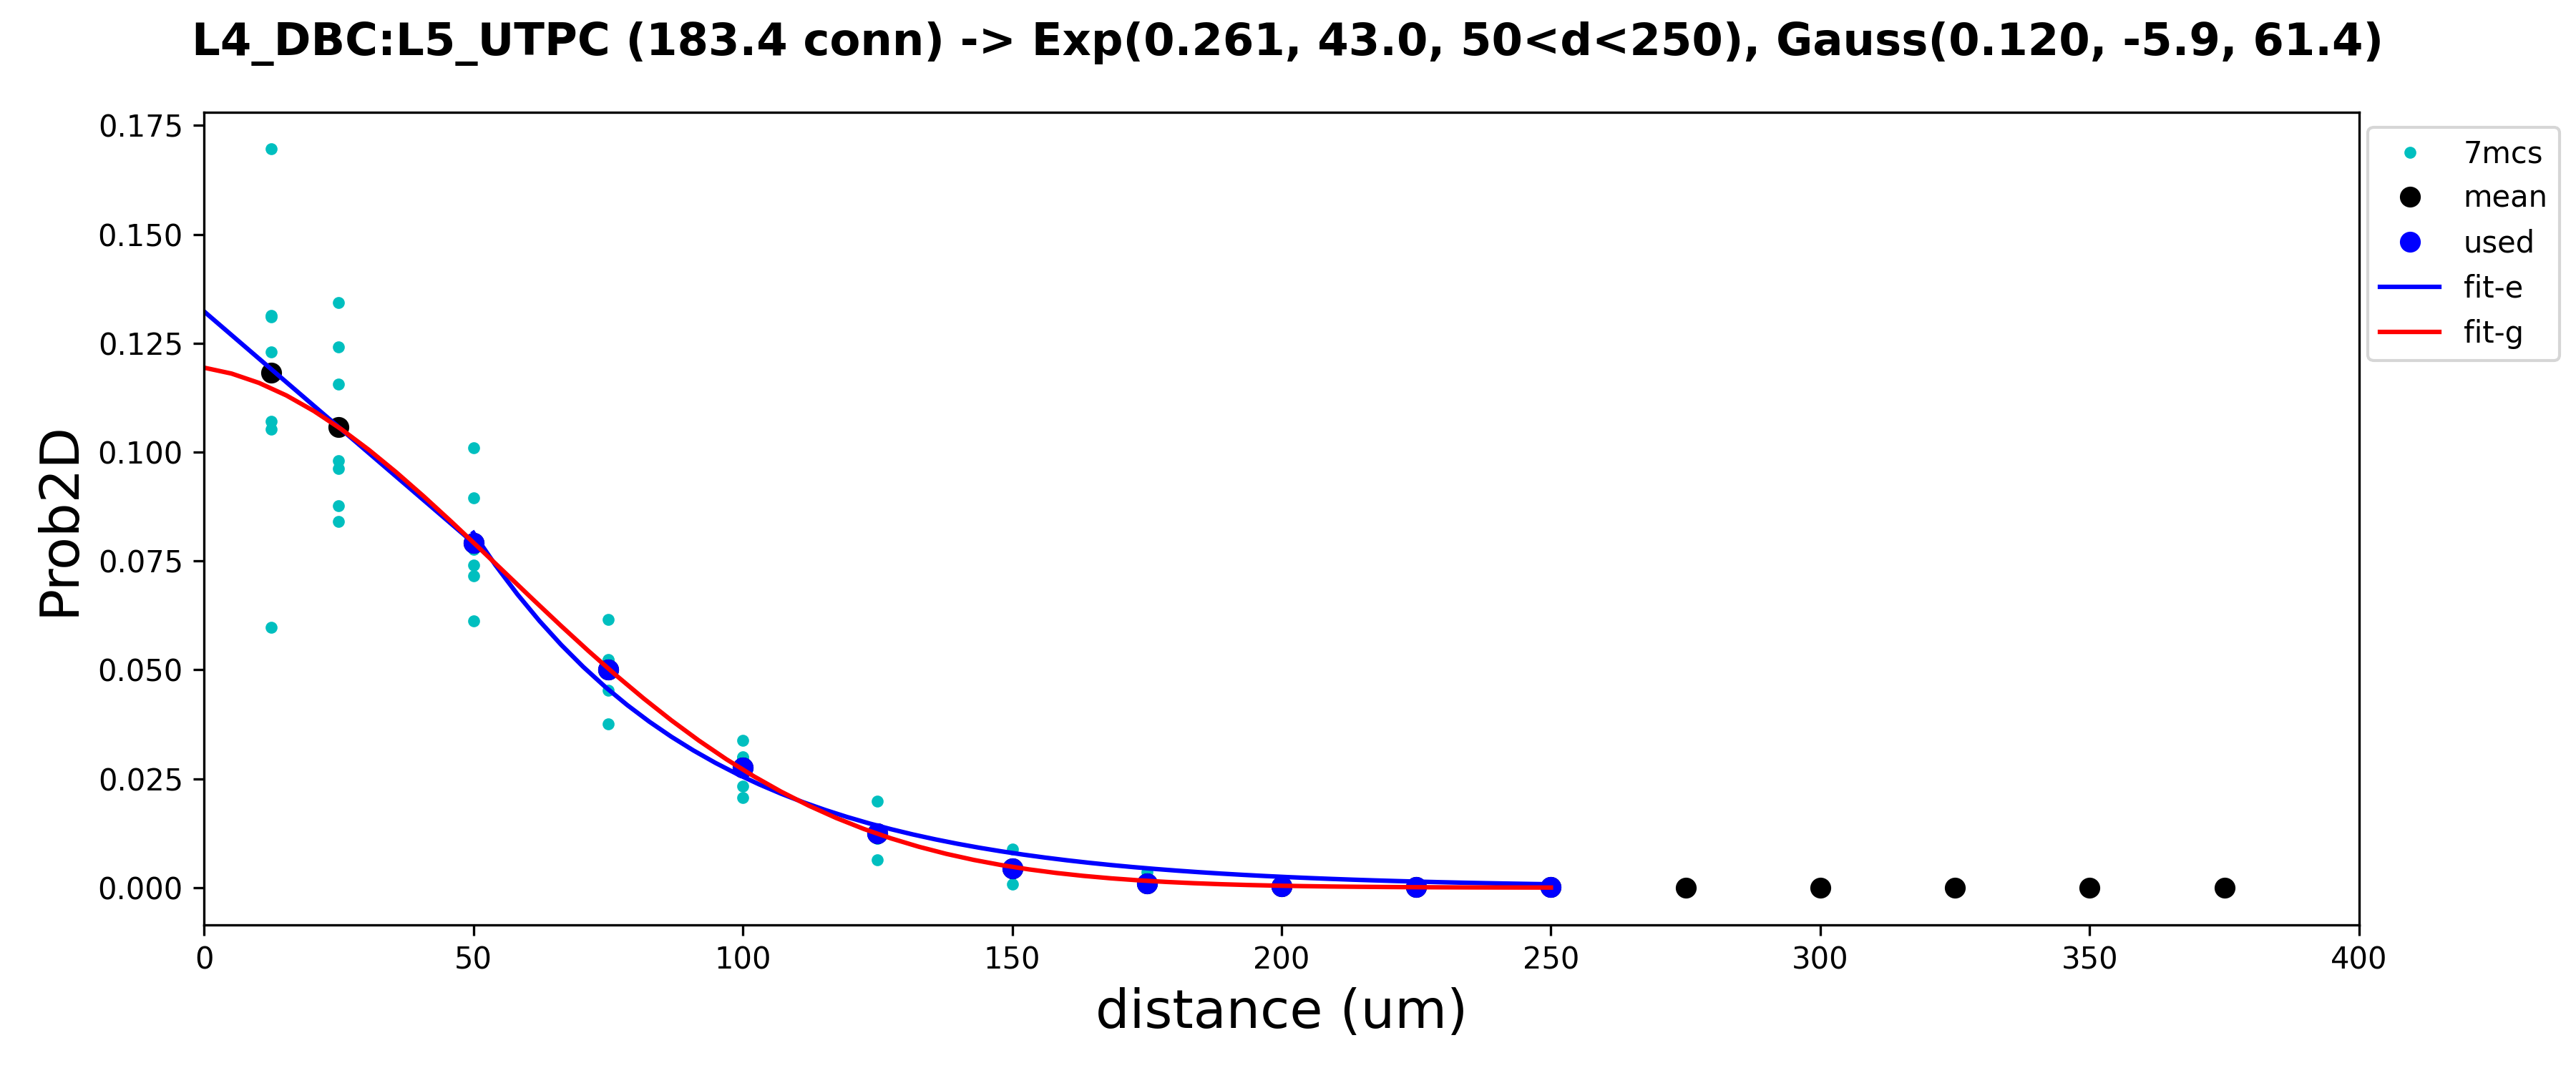 L4_DBC:L5_UTPC (183.4 conn) -> Exp(0.261, 43.0, 50<d<250), Gauss(0.120, -5.9, 61.4)
0.175
0.150
0.125
0.100
0.075
0.050
0.025
0.000
Prob2D
0 50 100 150 200 250 300 350 400
distance (um)
7mcs
mean
used
fit-e
fit-g